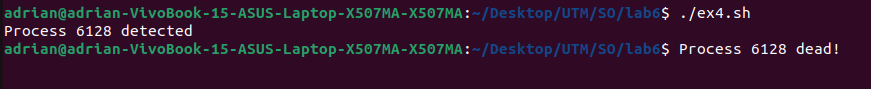 adrian@adrian-VivoBook-15-ASUS-Laptop-X507MA-X507MA:~/Desktop/UTM/SO/lab6$ ./ex4.sh
Process 6128 detected
adrian@adrian-VivoBook-15-ASUS-Laptop-X507MA-X507MA:~/Desktop/UTM/SO/lab6$ Process 6128 dead!